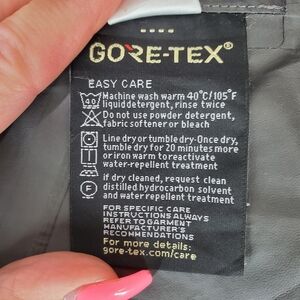 GORE-TEX®
EASY CARE
Machine wash warm 40°C/105°F
liquid detergent, rinse twice
Do not use powder detergent,
fabric softener or bleach
Line dry or tumble dry. Once dry,
tumble dry for 20 minutes more
or iron warm to reactivate
water-repellent treatment
If dry cleaned, request clean
distilled hydrocarbon solvent
and water repellent treatment
FOR SPECIFIC CARE
INSTRUCTIONS ALWAYS
REFER TO GARMENT
MANUFACTURER'S
RECOMMENDATIONS
For more details:
gore-tex.com/care